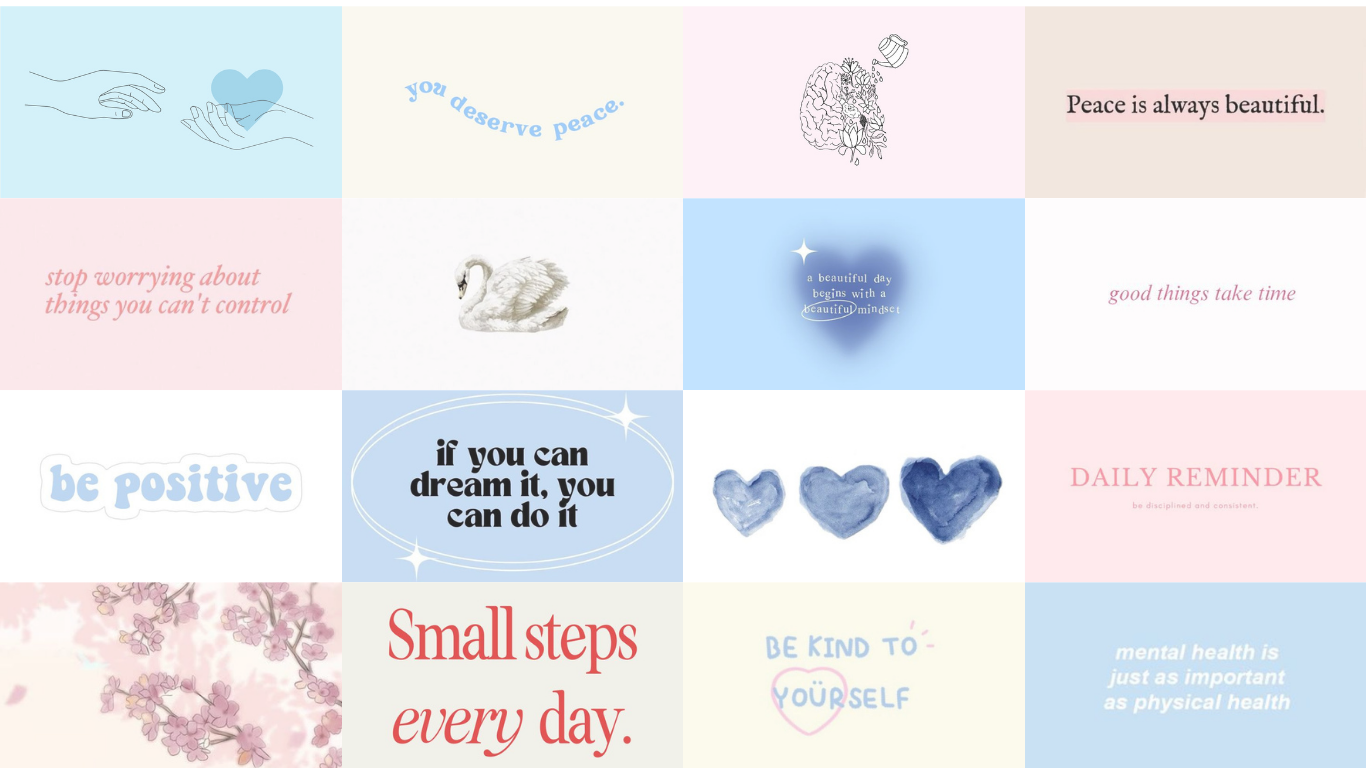 you deserve peace.
Peace is always beautiful.
stop worrying about
things you can't control
a beautiful day
begins with a
beautiful mindset
good things take time
be positive
if you can
dream it, you
can do it
DAILY REMINDER
be disciplined and consistent.
Small steps
every day.
BE KIND TO
YOÜRSELF
mental health is
just as important
as physical health